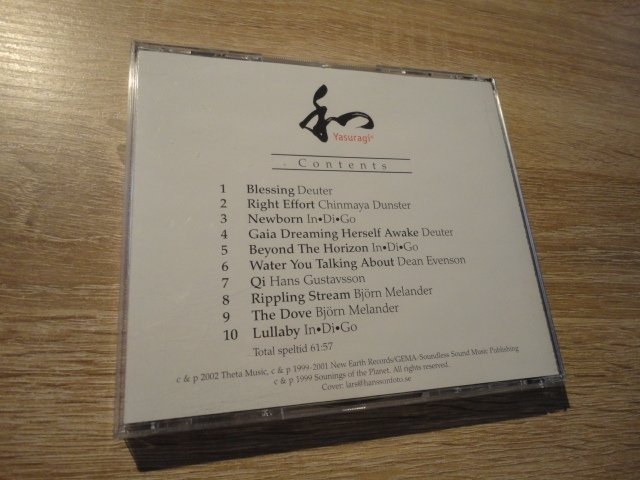 和
Yasuragi®
Contents
1 Blessing Deuter
2 Right Effort Chinmaya Dunster
3 Newborn In•Di•Go
4 Gaia Dreaming Herself Awake Deuter
5 Beyond The Horizon In•Di•Go
6 Water You Talking About Dean Evenson
7 Qi Hans Gustavsson
8 Rippling Stream Björn Melander
9 The Dove Björn Melander
10 Lullaby In•Di•Go
Total speltid 61:57
c & p 2002 Theta Music, c & p 1999-2001 New Earth Records/GEMA-Soundless Sound Music Publishing
c & p 1999 Sounings of the Planet. All rights reserved.
Cover: lars@hanssonfoto.se